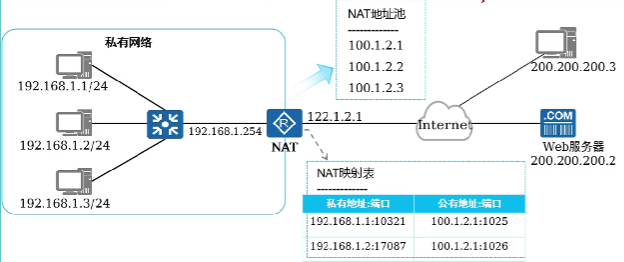 NAT地址池
-------------
100.1.2.1
100.1.2.2
100.1.2.3
私有网络
192.168.1.1/24
192.168.1.2/24
192.168.1.3/24
192.168.1.254
R
NAT
122.1.2.1
Internet
200.200.200.3
.COM
Web服务器
200.200.200.2
NAT映射表
-------------
私有地址:端口 公有地址:端口
192.168.1.1:10321 100.1.2.1:1025
192.168.1.2:17087 100.1.2.1:1026